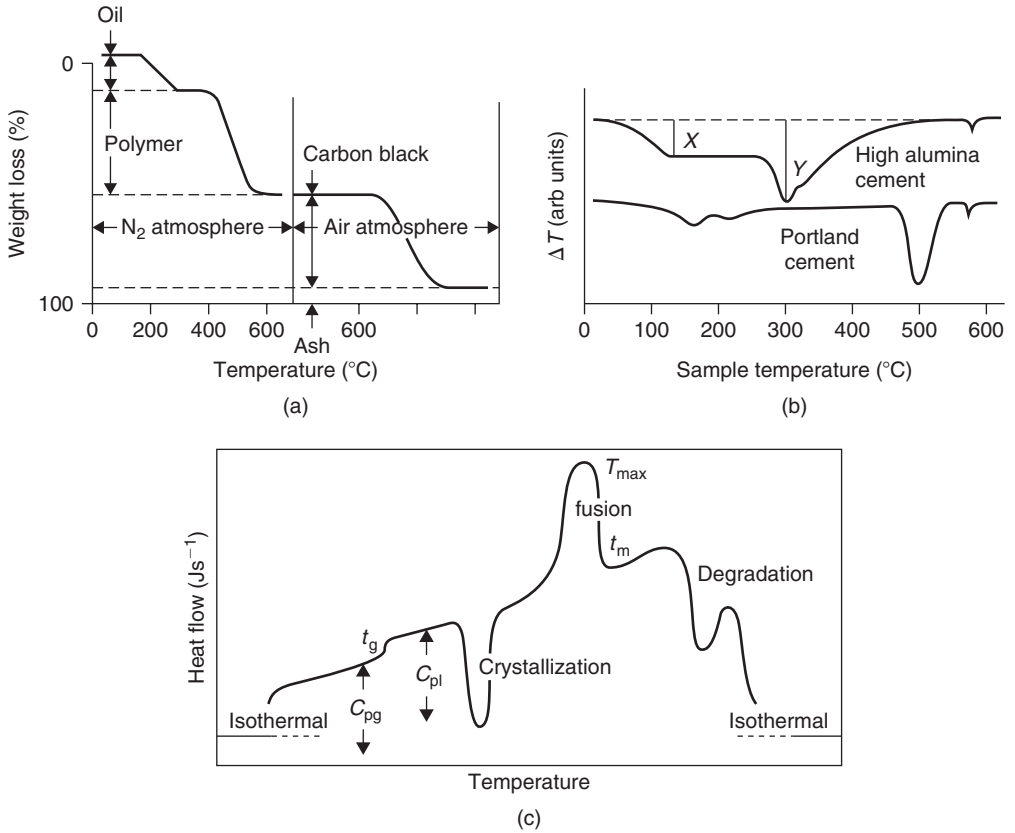 Oil
0
Polymer
Carbon black
N2 atmosphere
Air atmosphere
Weight loss (%)
100
0 200 400 600 600
Ash
Temperature (°C)
(a)
X
Y
High alumina
cement
Portland
cement
ΔT (arb units)
0 100 200 300 400 500 600
Sample temperature (°C)
(b)
Tmax
fusion
tm
Degradation
tg
Cpl
Crystallization
Cpg
Isothermal
Isothermal
Heat flow (Js−1)
Temperature
(c)